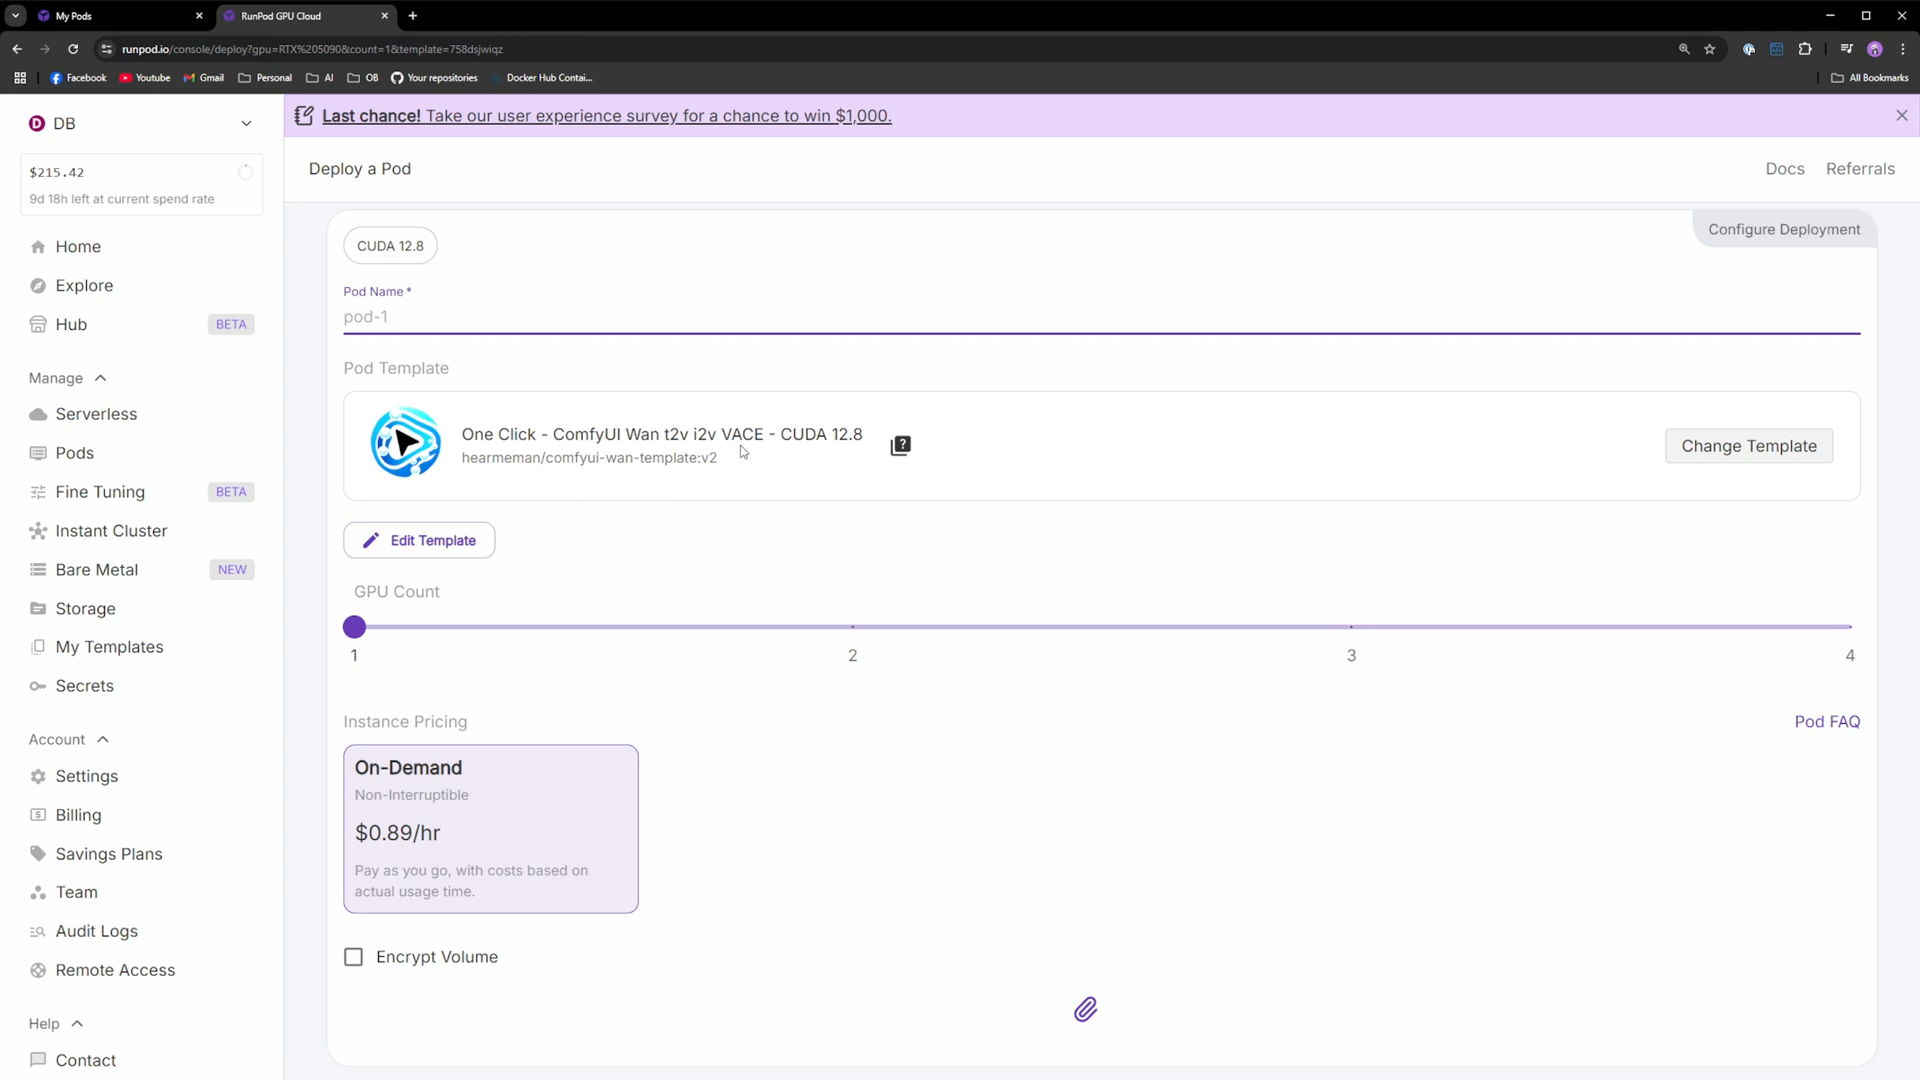 My Pods
RunPod GPU Cloud
runpod.io/console/deploy?gpu=RTX%205090&count=1&template=758dsjwiqz
Facebook
Youtube
Gmail
Personal
AI
OB
Your repositories
Docker Hub Contai...
All Bookmarks
D DB
$215.42
9d 18h left at current spend rate
Home
Explore
Hub BETA
Manage
Serverless
Pods
Fine Tuning BETA
Instant Cluster
Bare Metal NEW
Storage
My Templates
Secrets
Account
Settings
Billing
Savings Plans
Team
Audit Logs
Remote Access
Help
Contact
Last chance! Take our user experience survey for a chance to win $1,000.
Deploy a Pod
Docs Referrals
Configure Deployment
CUDA 12.8
Pod Name *
pod-1
Pod Template
One Click - ComfyUI Wan t2v i2v VACE - CUDA 12.8
hearmeman/comfyui-wan-template:v2
Change Template
Edit Template
GPU Count
1 2 3 4
Instance Pricing
Pod FAQ
On-Demand
Non-Interruptible
$0.89/hr
Pay as you go, with costs based on
actual usage time.
Encrypt Volume